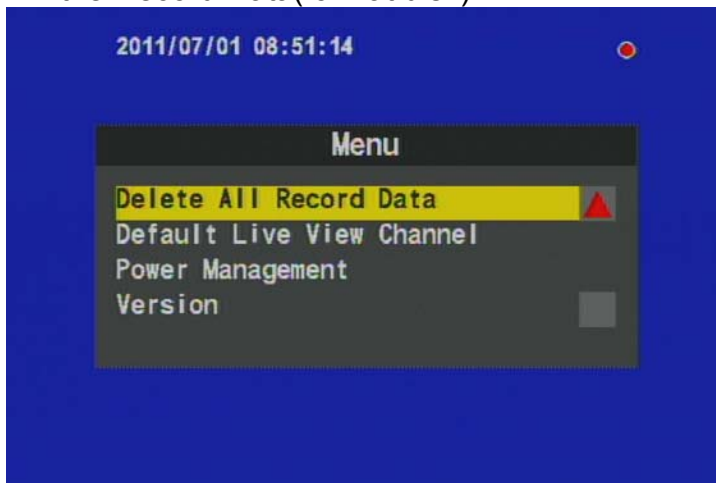 2011/07/01 08:51:14
Menu
Delete All Record Data
Default Live View Channel
Power Management
Version